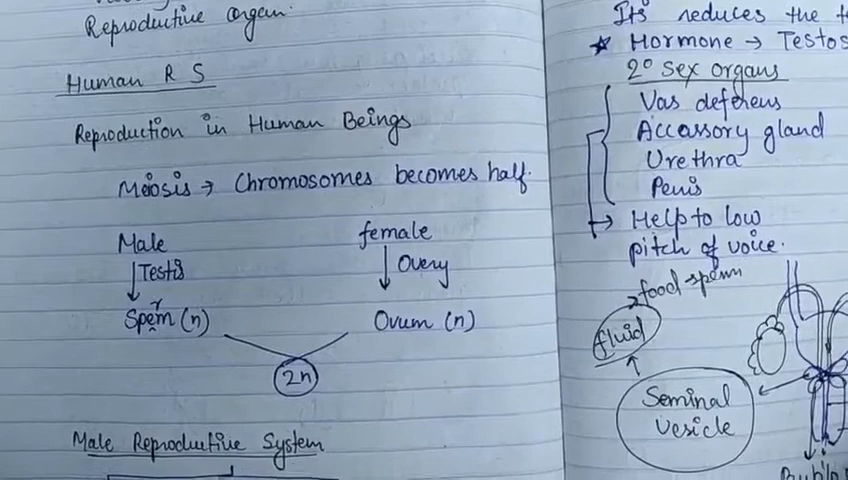 Reproductive organ.
Human R S
Reproduction in Human Beings
Meiosis → Chromosomes becomes half.
Male female
Testis Overy
Sperm (n) Ovum (n)
2n
Male Reproductive System
Its reduces the
★ Hormone → Testos
2° Sex organs
Vas deferens
Accassory gland
Urethra
Penis
→ Help to low
pitch of voice.
food sperm
fluid
Seminal
Vesicle